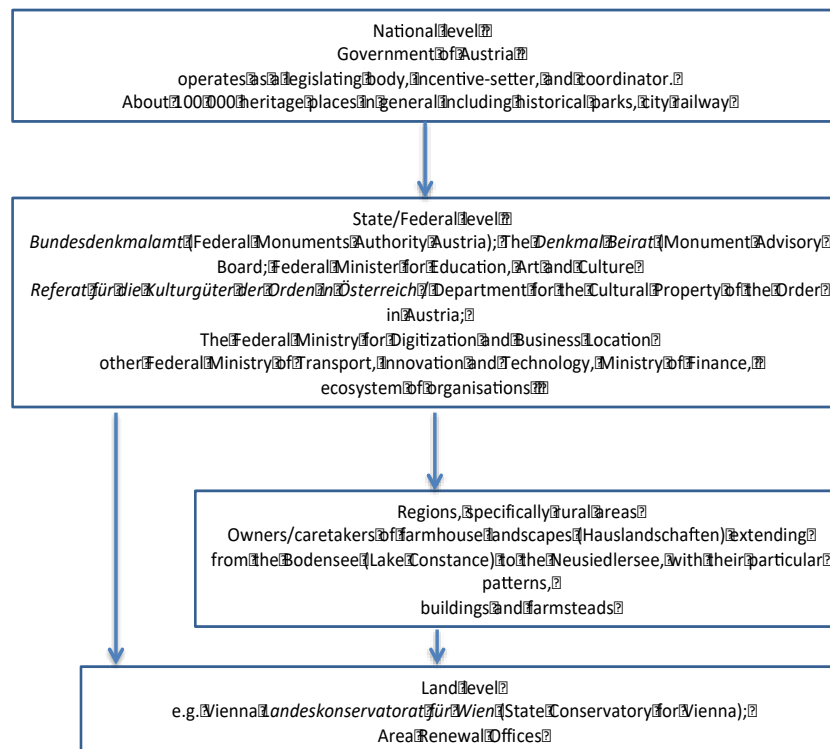 National level
Government of Austria
operates as a legislating body, incentive-setter, and coordinator.
About 100 000 heritage places in general including historical parks, city railway
State/Federal level
Bundesdenkmalamt (Federal Monuments Authority Austria); The Denkmal Beirat (Monument Advisory
Board; Federal Minister for Education, Art and Culture
Referat für die Kulturgüter der Orden in Österreich / Department for the Cultural Property of the Order
in Austria;
The Federal Ministry for Digitization and Business Location
other Federal Ministry of Transport, Innovation and Technology, Ministry of Finance,
ecosystem of organisations
Regions, specifically rural areas
Owners/caretakers of farmhouse landscapes (Hauslandschaften) extending
from the Bodensee (Lake Constance) to the Neusiedlersee, with their particular
patterns,
buildings and farmsteads
Land level
e.g. Vienna Landeskonservatorat für Wien (State Conservatory for Vienna);
Area Renewal Offices